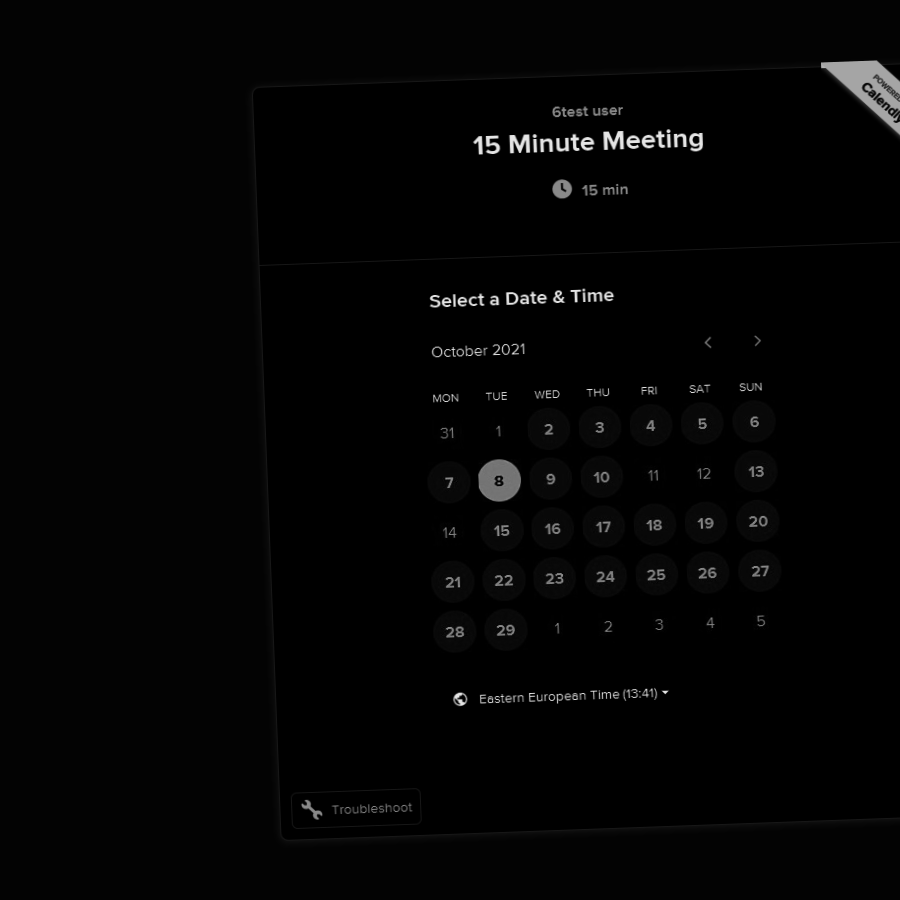 POWERED
Calendly
6test user
15 Minute Meeting
15 min
Select a Date & Time
October 2021
MON TUE WED THU FRI SAT SUN
31 1 2 3 4 5 6
7 8 9 10 11 12 13
14 15 16 17 18 19 20
21 22 23 24 25 26 27
28 29 1 2 3 4 5
Eastern European Time (13:41)
Troubleshoot